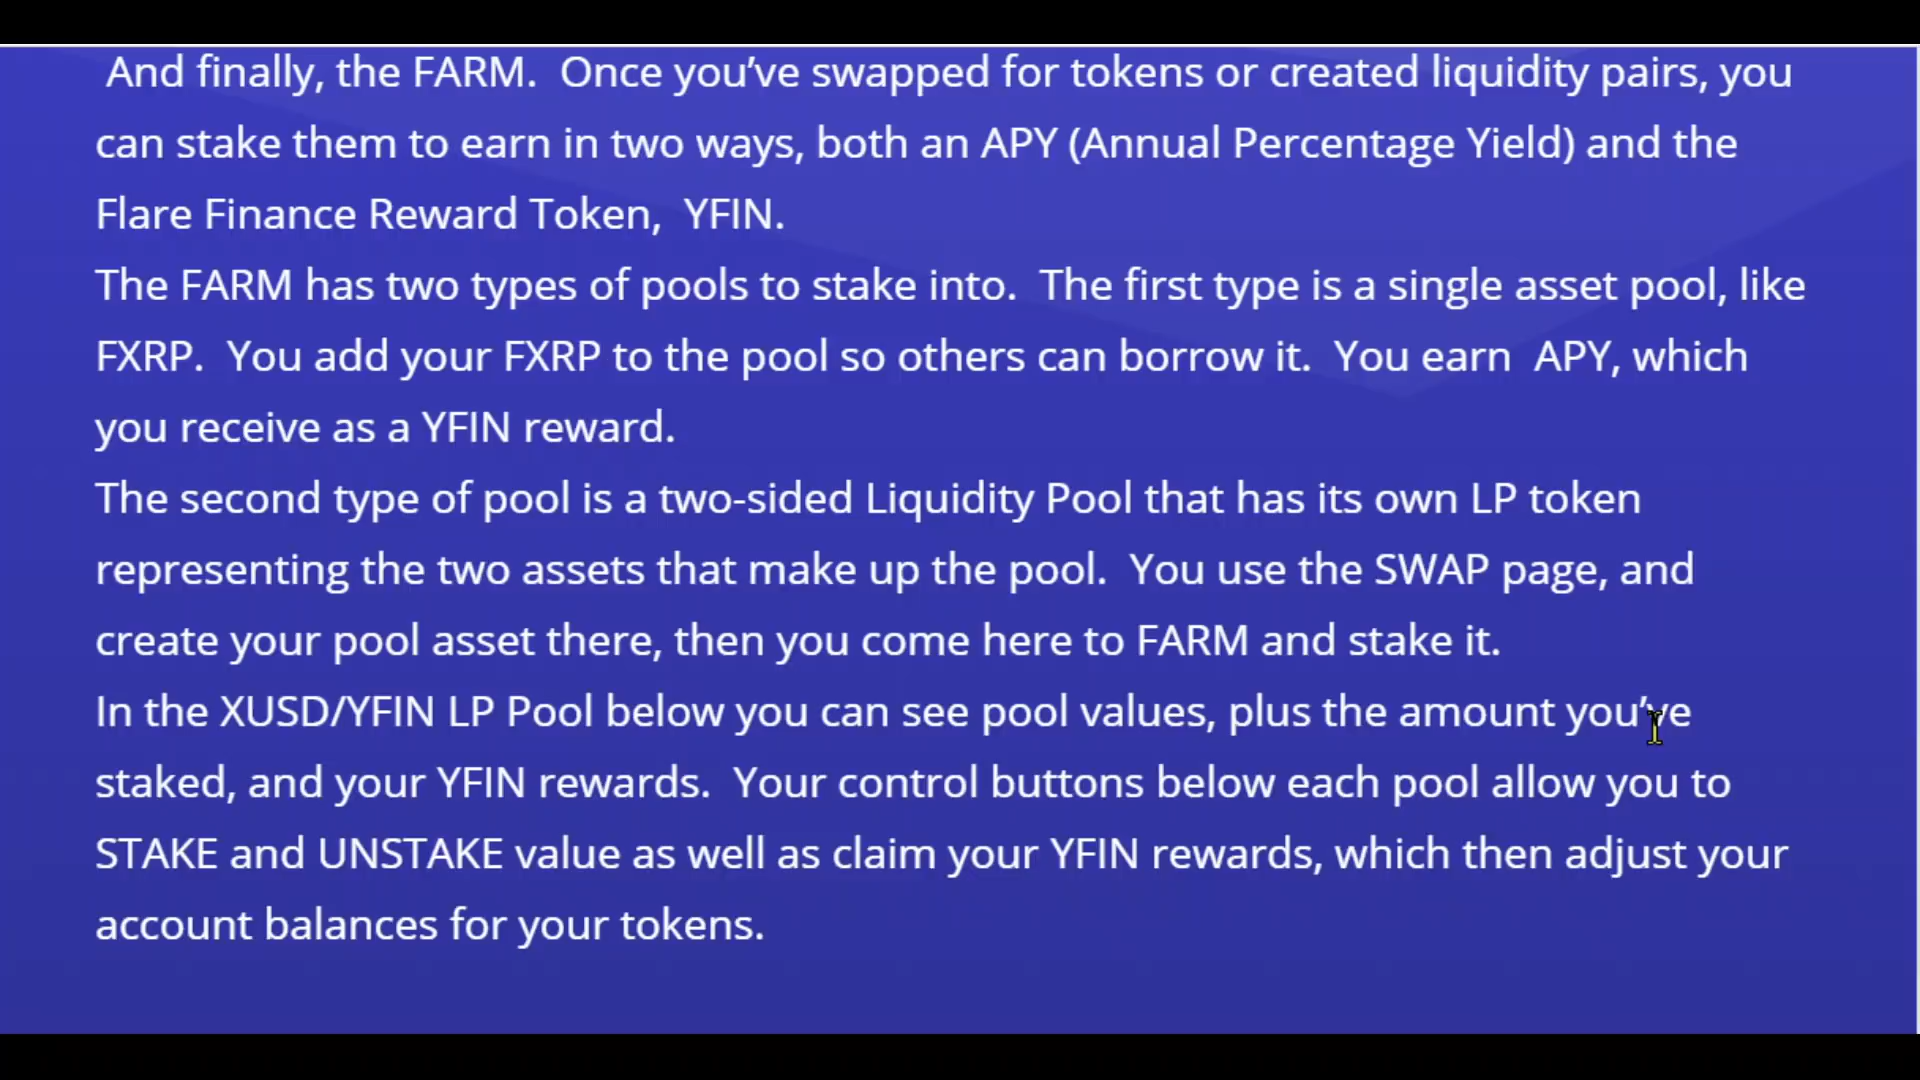 And finally, the FARM.  Once you've swapped for tokens or created liquidity pairs, you
can stake them to earn in two ways, both an APY (Annual Percentage Yield) and the
Flare Finance Reward Token,  YFIN.
The FARM has two types of pools to stake into.  The first type is a single asset pool, like
FXRP.  You add your FXRP to the pool so others can borrow it.  You earn  APY, which
you receive as a YFIN reward.
The second type of pool is a two-sided Liquidity Pool that has its own LP token
representing the two assets that make up the pool.  You use the SWAP page, and
create your pool asset there, then you come here to FARM and stake it.
In the XUSD/YFIN LP Pool below you can see pool values, plus the amount you've
staked, and your YFIN rewards.  Your control buttons below each pool allow you to
STAKE and UNSTAKE value as well as claim your YFIN rewards, which then adjust your
account balances for your tokens.